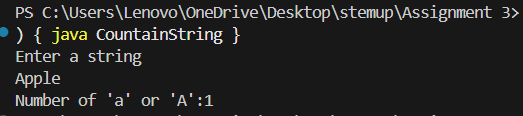 PS C:\Users\Lenovo\OneDrive\Desktop\stemup\Assignment 3>
) { java CountainString }
Enter a string
Apple
Number of 'a' or 'A':1